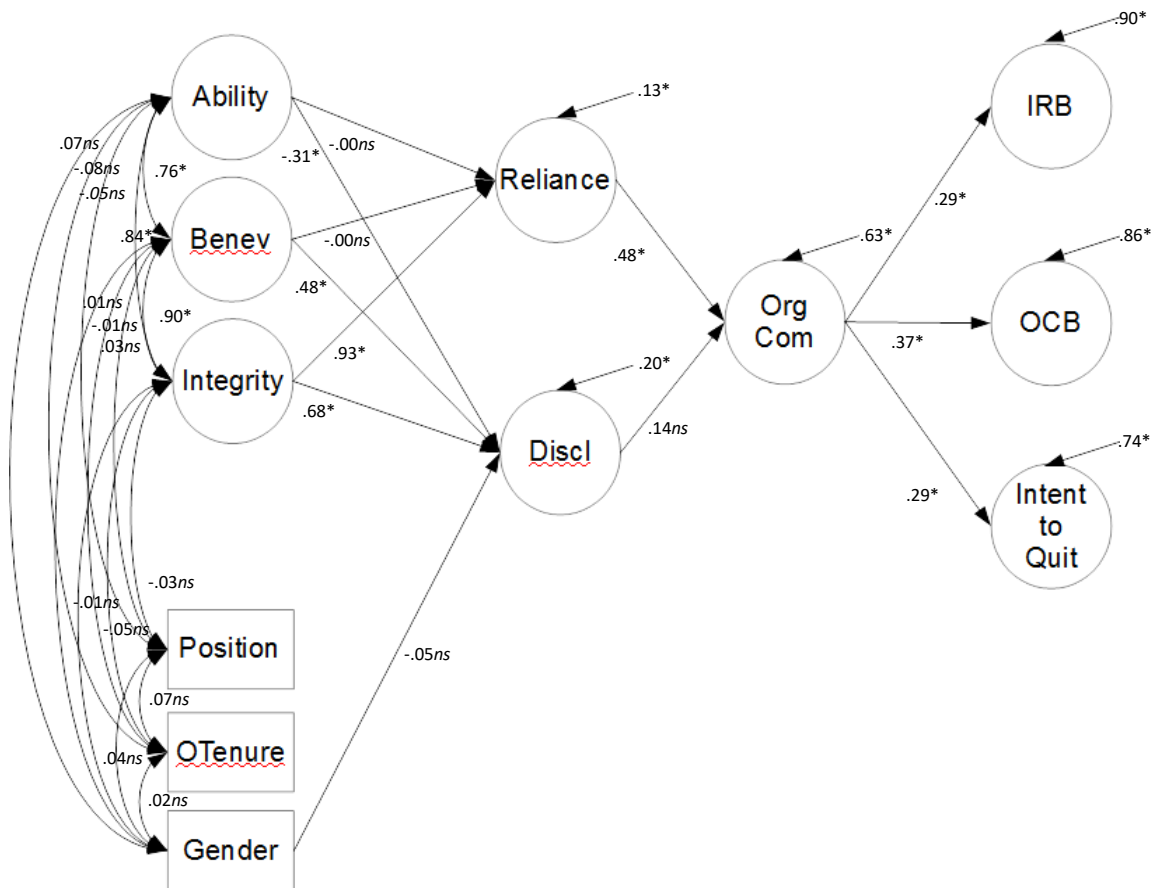 .90*
Ability
IRB
.13*
.07ns
-.08ns
-.05ns
.76*
-.31*
-.00ns
Reliance
.29*
Benev
.84*
-.00ns
.48*
.63*
.86*
.01ns
-.01ns
.03ns
.90*
.48*
Org
Com
OCB
.37*
Integrity
.93*
.20*
.68*
.14ns
Discl
.74*
.29*
Intent
to
Quit
-.03ns
-.01ns
-.05ns
Position
-.05ns
.07ns
OTenure
.04ns
.02ns
Gender